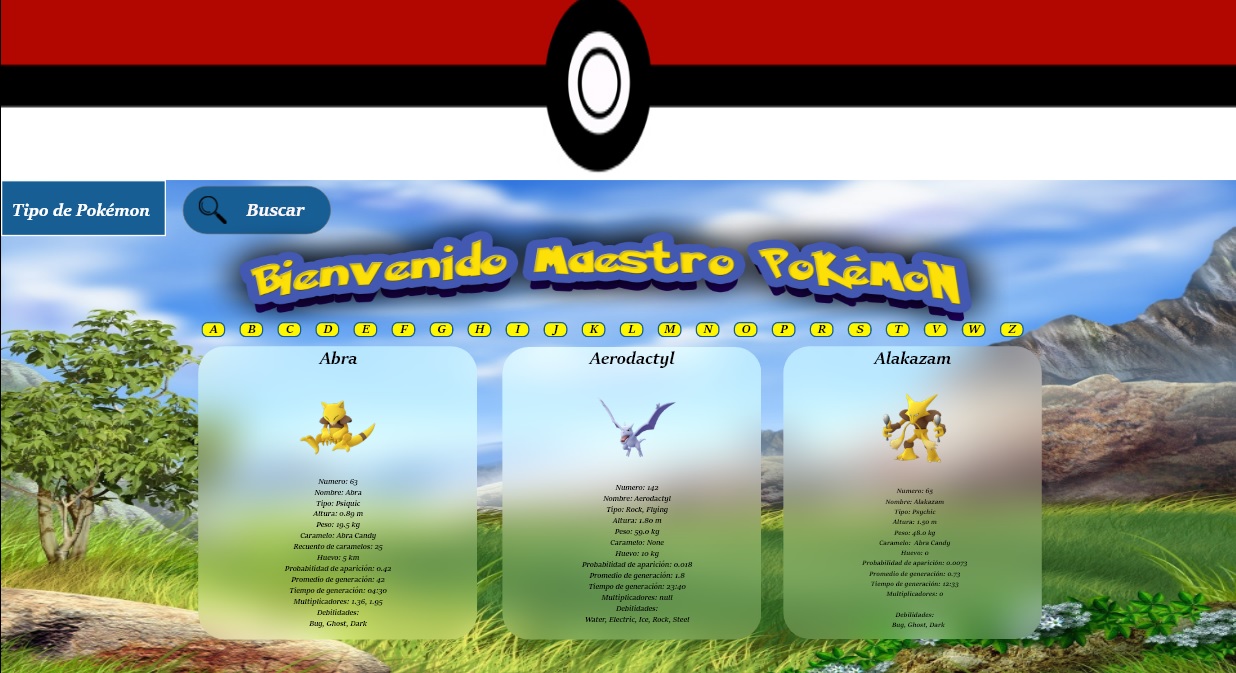 Tipo de Pokémon
Buscar
Bienvenido Maestro Pokémon
A B C D E F G H I J K L M N O P R S T V W Z
Abra
Numero: 63
Nombre: Abra
Tipo: Psiquic
Altura: 0.89 m
Peso: 19.5 kg
Caramelo: Abra Candy
Recuento de caramelos: 25
Huevo: 5 km
Probabilidad de aparición: 0.42
Promedio de generación: 42
Tiempo de generación: 04:30
Multiplicadores: 1.36, 1.95
Debilidades:
Bug, Ghost, Dark
Aerodactyl
Numero: 142
Nombre: Aerodactyl
Tipo: Rock, Flying
Altura: 1.80 m
Peso: 59.0 kg
Caramelo: None
Huevo: 10 kg
Probabilidad de aparición: 0.018
Promedio de generación: 1.8
Tiempo de generación: 23:40
Multiplicadores: null
Debilidades:
Water, Electric, Ice, Rock, Steel
Alakazam
Numero: 65
Nombre: Alakazam
Tipo: Psychic
Altura: 1.50 m
Peso: 48.0 kg
Caramelo: Abra Candy
Huevo: 0
Probabilidad de aparición: 0.0073
Promedio de generación: 0.73
Tiempo de generación: 12:33
Multiplicadores: 0
Debilidades:
Bug, Ghost, Dark